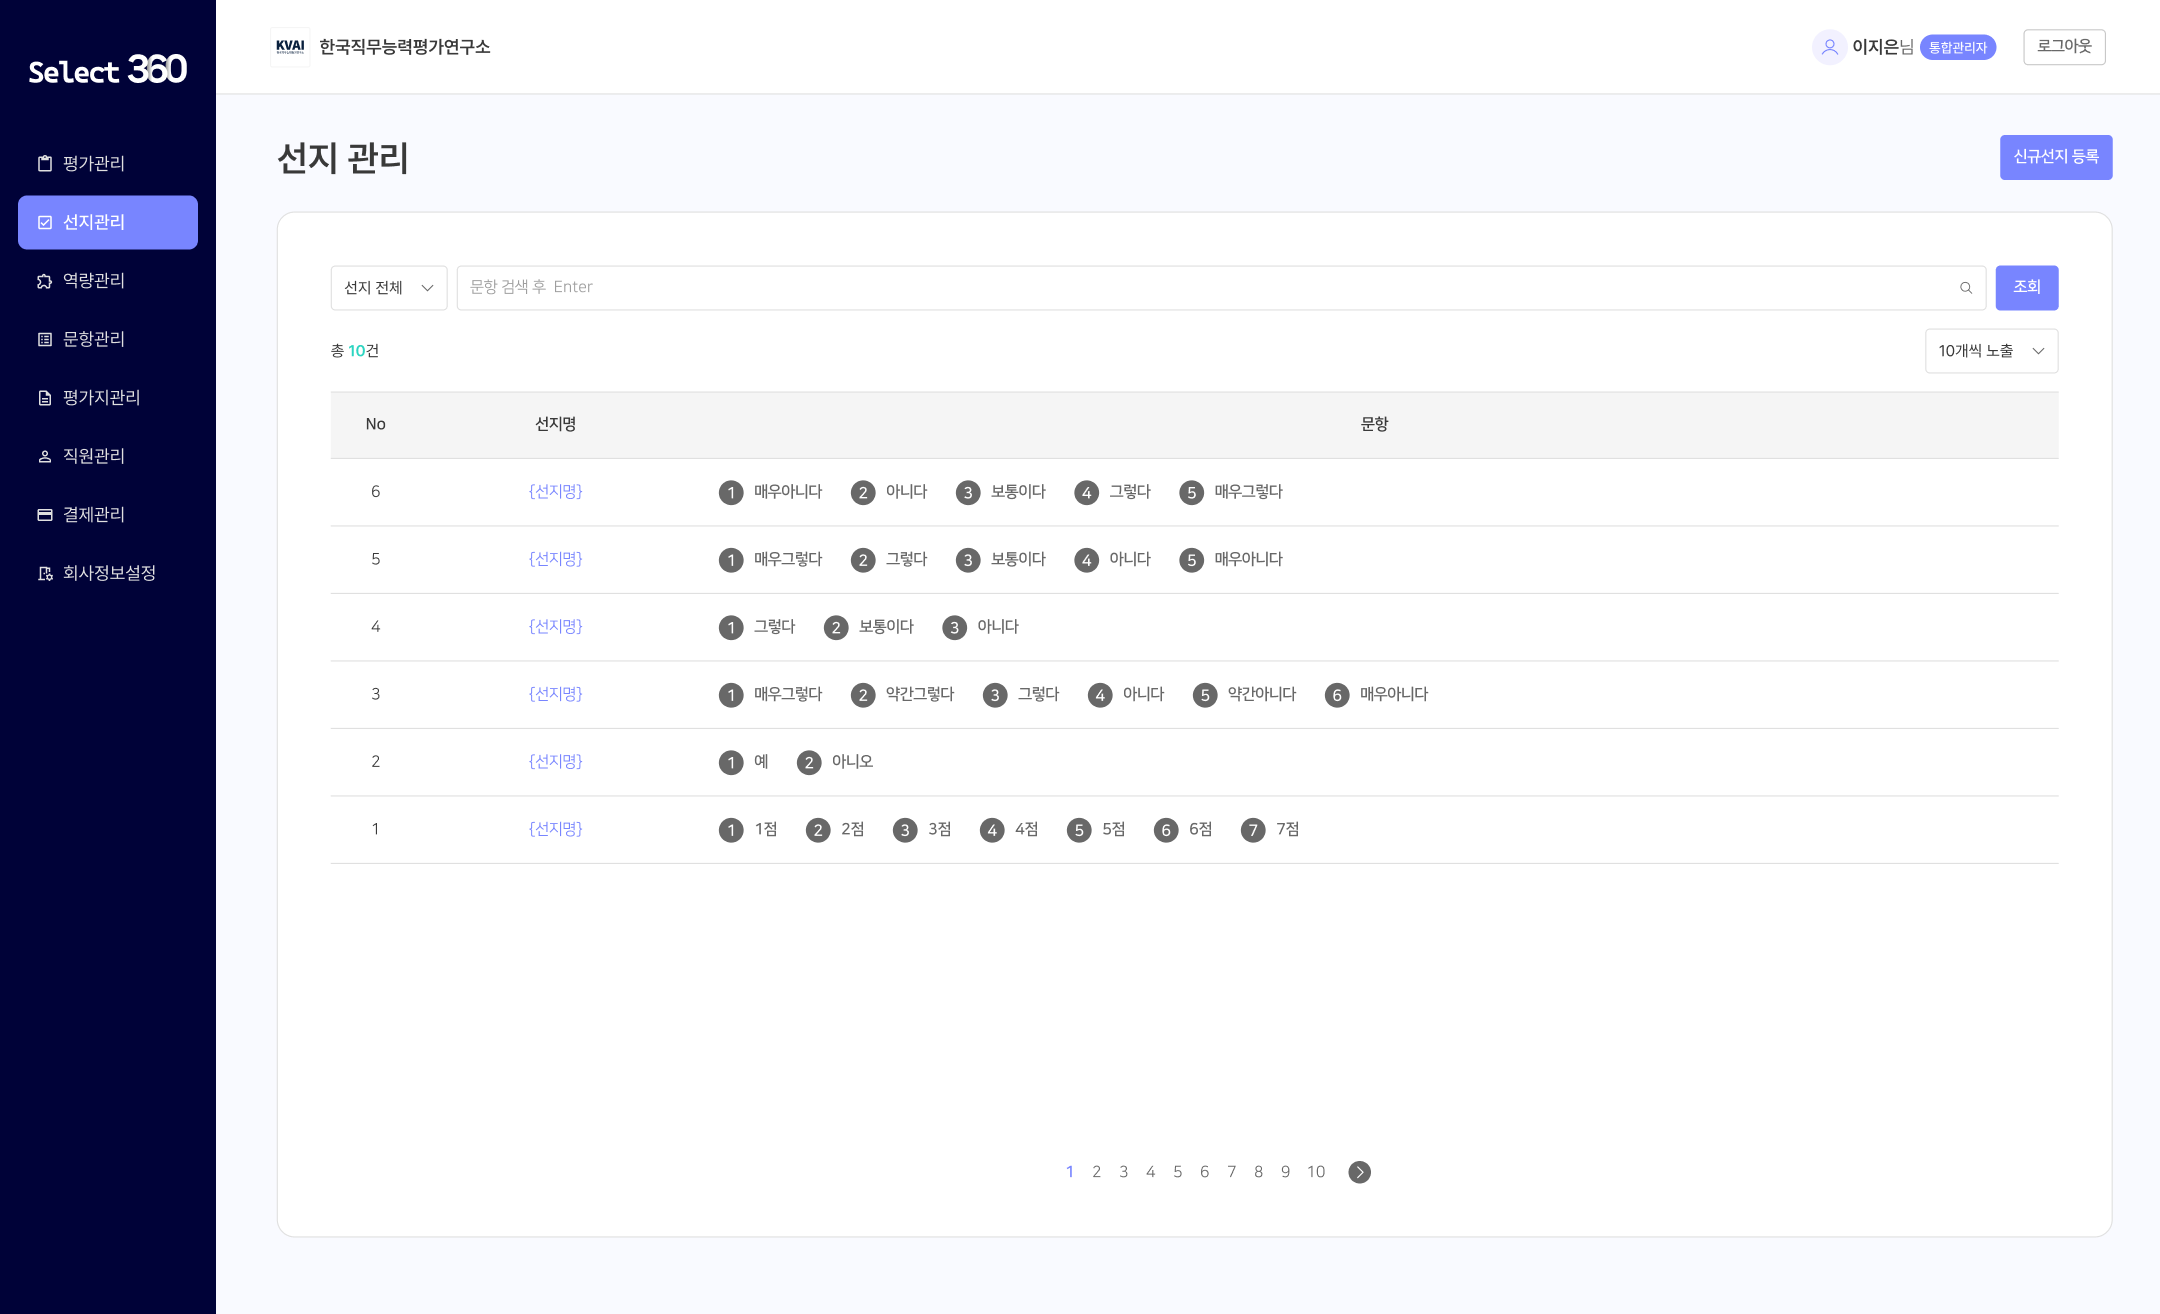 Select 360
평가관리
선지관리
역량관리
문항관리
평가지관리
직원관리
결제관리
회사정보설정
KVAI 한국직무능력평가연구소
이지은님 통합관리자 로그아웃
선지 관리
신규선지 등록
선지 전체 문항 검색 후 Enter 조회
총 10건 10개씩 노출
No 선지명 문항
6 {선지명} 1 매우아니다 2 아니다 3 보통이다 4 그렇다 5 매우그렇다
5 {선지명} 1 매우그렇다 2 그렇다 3 보통이다 4 아니다 5 매우아니다
4 {선지명} 1 그렇다 2 보통이다 3 아니다
3 {선지명} 1 매우그렇다 2 약간그렇다 3 그렇다 4 아니다 5 약간아니다 6 매우아니다
2 {선지명} 1 예 2 아니오
1 {선지명} 1 1점 2 2점 3 3점 4 4점 5 5점 6 6점 7 7점
1 2 3 4 5 6 7 8 9 10